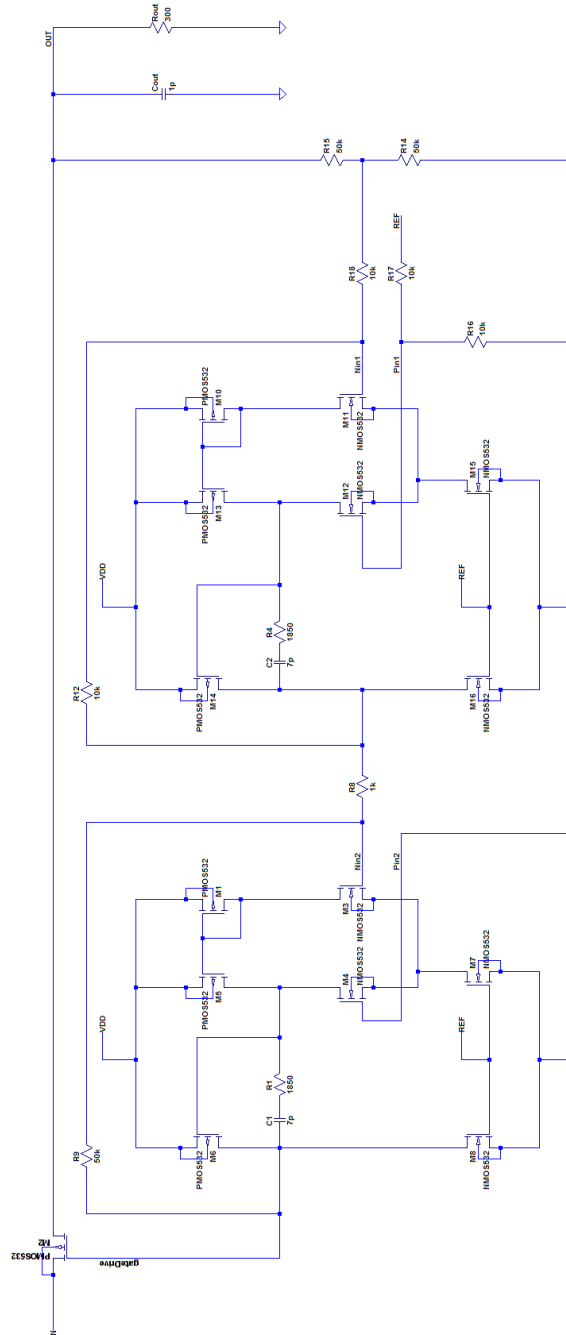 OUT
Rout
300
Cout
1p
R15
50k
R14
50k
REF
R18
10k
R17
10k
R16
10k
Nin1
Pin1
PMOS532
M10
M11
NMOS532
M13
PMOS532
M12
NMOS532
M15
NMOS532
VDD
REF
R4
1850
C2
7p
PMOS532
M14
M16
NMOS532
R12
10k
R8
1k
Nin2
Pin2
PMOS532
M1
M3
NMOS532
M5
PMOS532
M4
NMOS532
M7
NMOS532
VDD
REF
R1
1850
C1
7p
PMOS532
M6
M8
NMOS532
R9
50k
M2
PMOS532
gateDrive